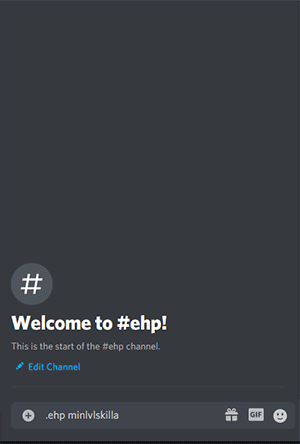 #
Welcome to #ehp!
This is the start of the #ehp channel.
Edit Channel
.ehp minlvlskilla
GIF